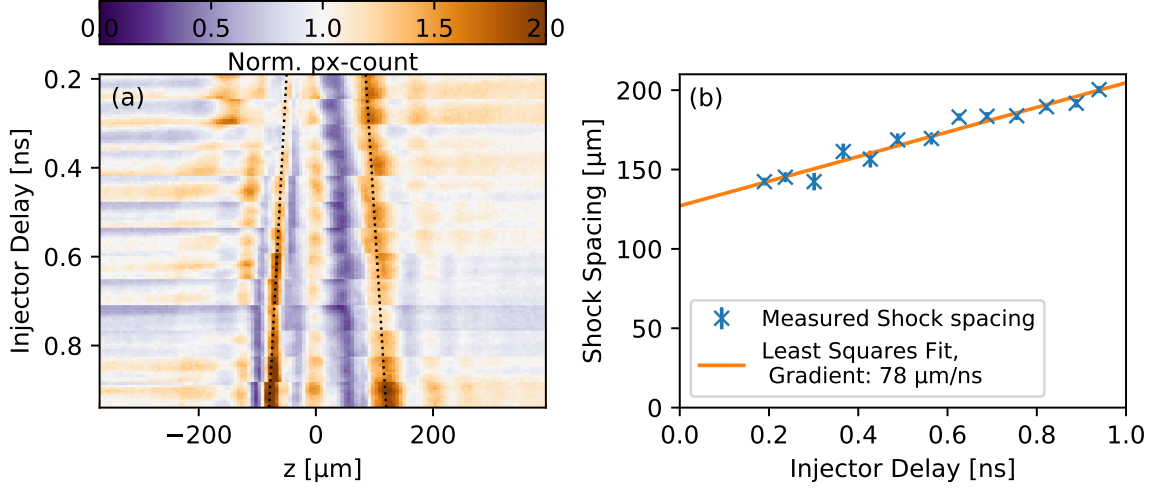 0.0 0.5 1.0 1.5 2.0
Norm. px-count
(a)
0.2
0.4
0.6
0.8
Injector Delay [ns]
−200 0 200
z [μm]
(b)
200
150
100
50
0
Shock Spacing [μm]
Measured Shock spacing
Least Squares Fit,
Gradient: 78 μm/ns
0.0 0.2 0.4 0.6 0.8 1.0
Injector Delay [ns]